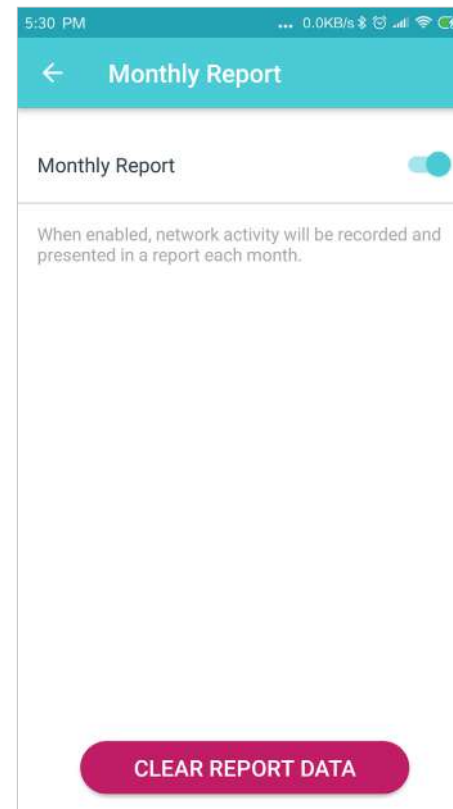 5:30 PM ... 0.0KB/s
Monthly Report
Monthly Report
When enabled, network activity will be recorded and
presented in a report each month.
CLEAR REPORT DATA